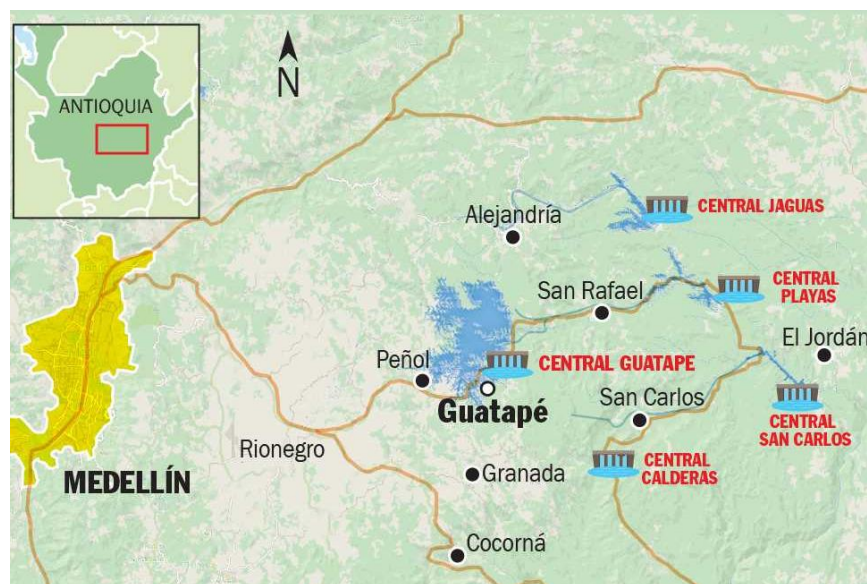 ANTIOQUIA
N
Alejandría
CENTRAL JAGUAS
San Rafael
CENTRAL
PLAYAS
El Jordán
Peñol
CENTRAL GUATAPE
Guatapé
San Carlos
CENTRAL
SAN CARLOS
Rionegro
MEDELLÍN
Granada
CENTRAL
CALDERAS
Cocorná